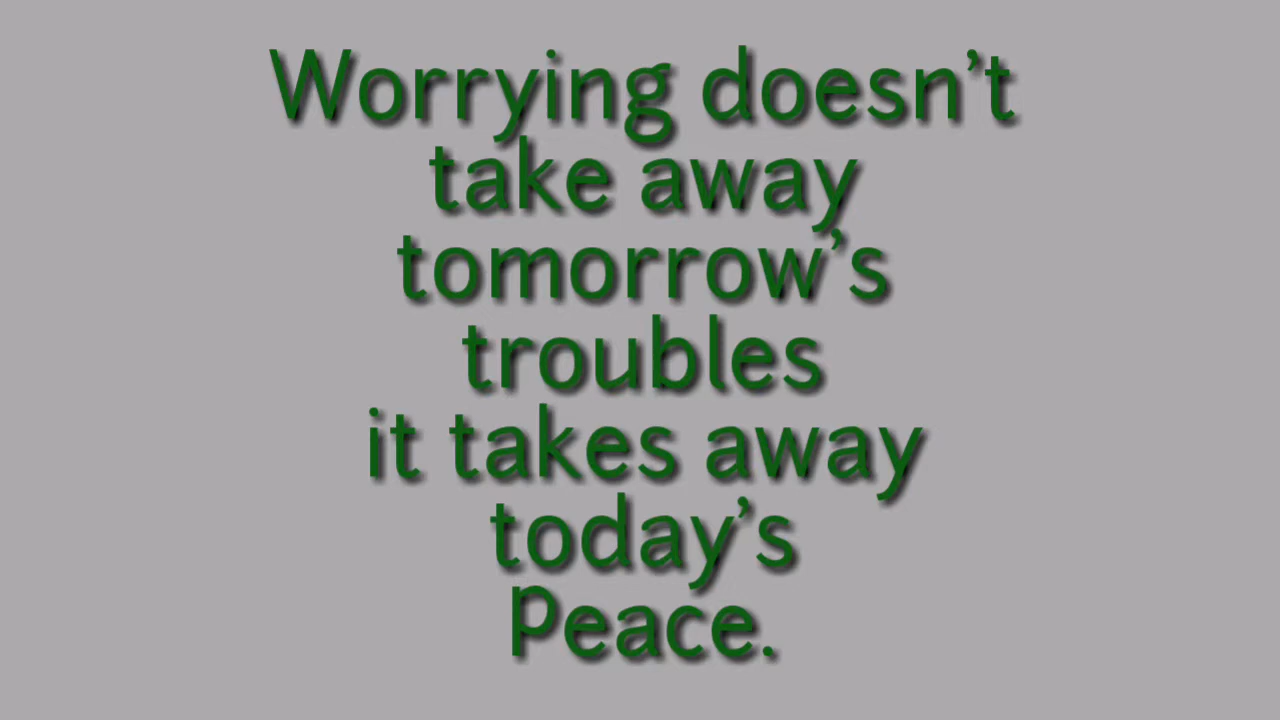 Worrying doesn’t
take away
tomorrow’s
troubles
it takes away
today’s
Peace.